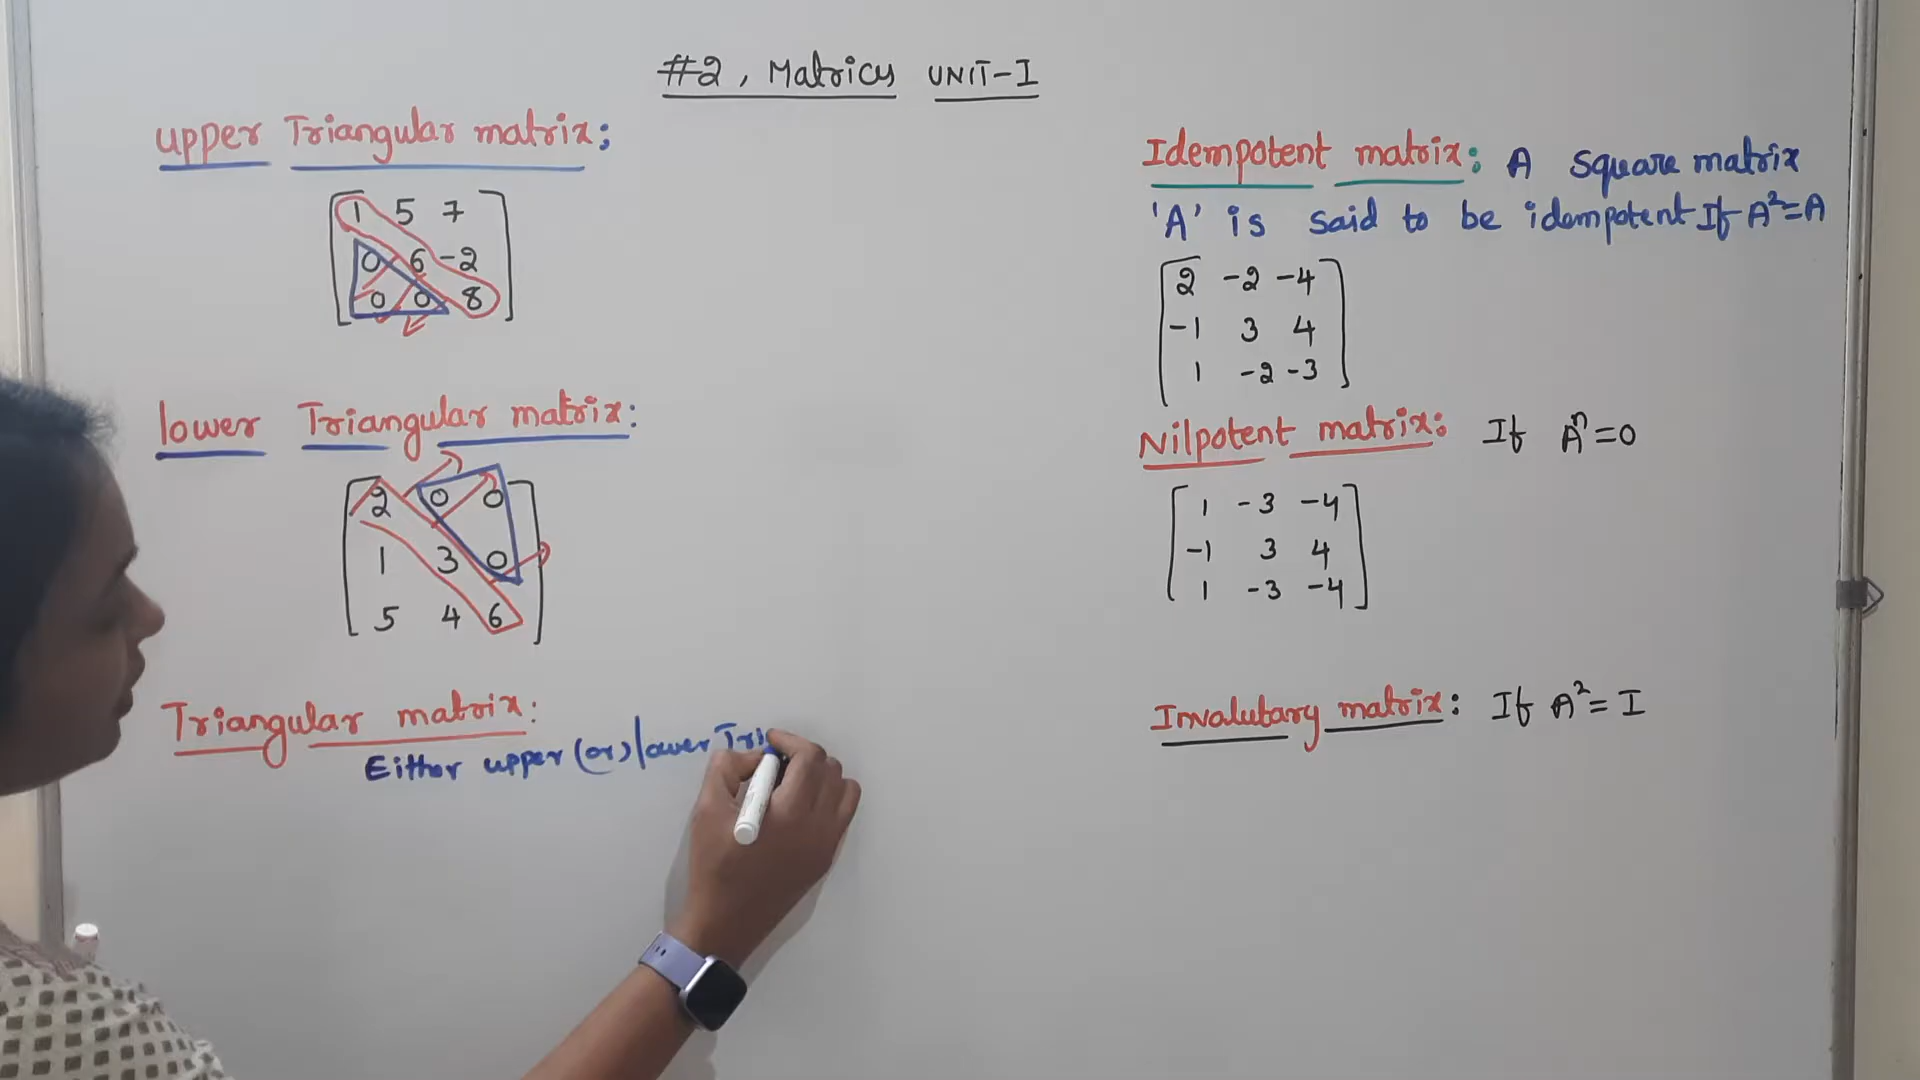 #2, Matrices UNIT-I
upper Triangular matrix:
1 5 7
0 6 -2
0 0 8
lower Triangular matrix:
2 0 0
1 3 0
5 4 6
Triangular matrix:
Either upper (or) lower Tri
Idempotent matrix: A square matrix
'A' is said to be idempotent If A²=A
2 -2 -4
-1 3 4
1 -2 -3
Nilpotent matrix: If Aⁿ=0
1 -3 -4
-1 3 4
1 -3 -4
Involutary matrix: If A²=I